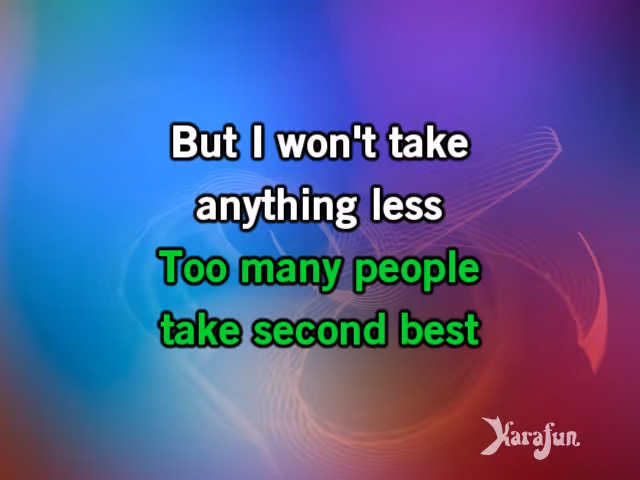 But I won't take
anything less
Too many people
take second best
Karafun